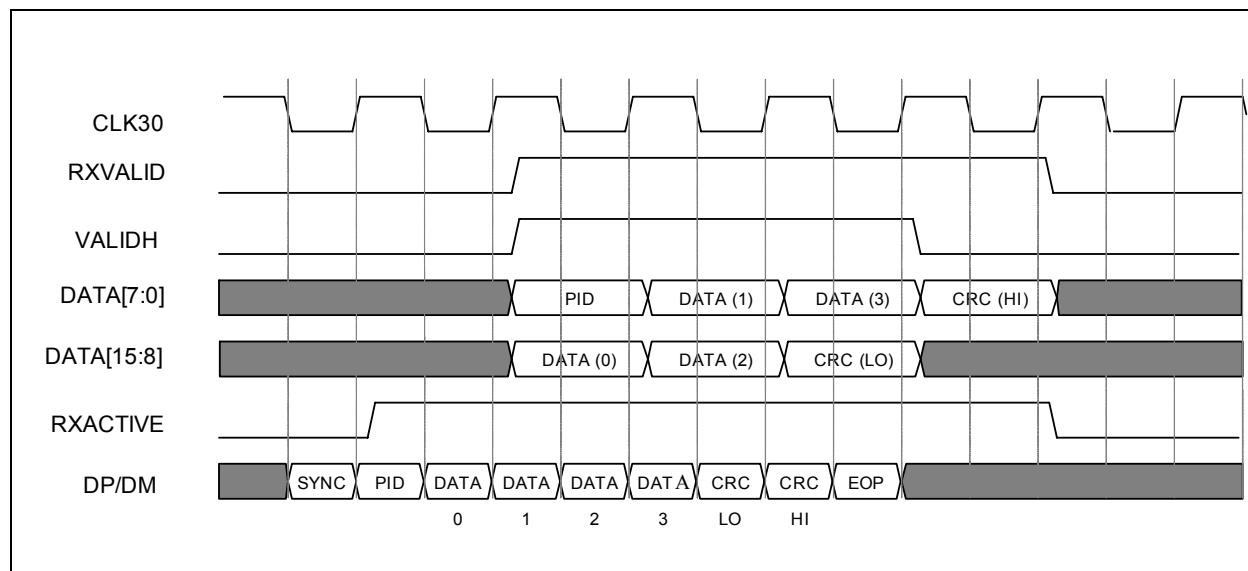 CLK30
RXVALID
VALIDH
DATA[7:0] PID DATA (1) DATA (3) CRC (HI)
DATA[15:8] DATA (0) DATA (2) CRC (LO)
RXACTIVE
DP/DM SYNC PID DATA DATA DATA DATA CRC CRC EOP
0 1 2 3 LO HI